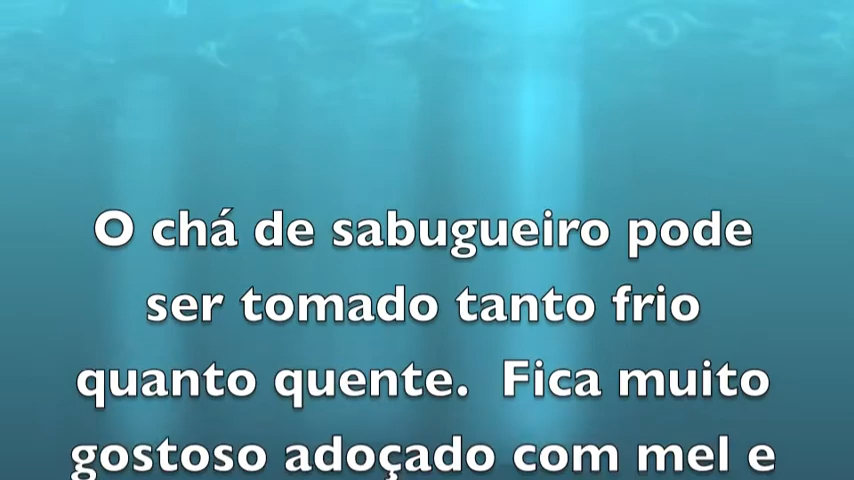 O chá de sabugueiro pode
ser tomado tanto frio
quanto quente.  Fica muito
gostoso adoçado com mel e